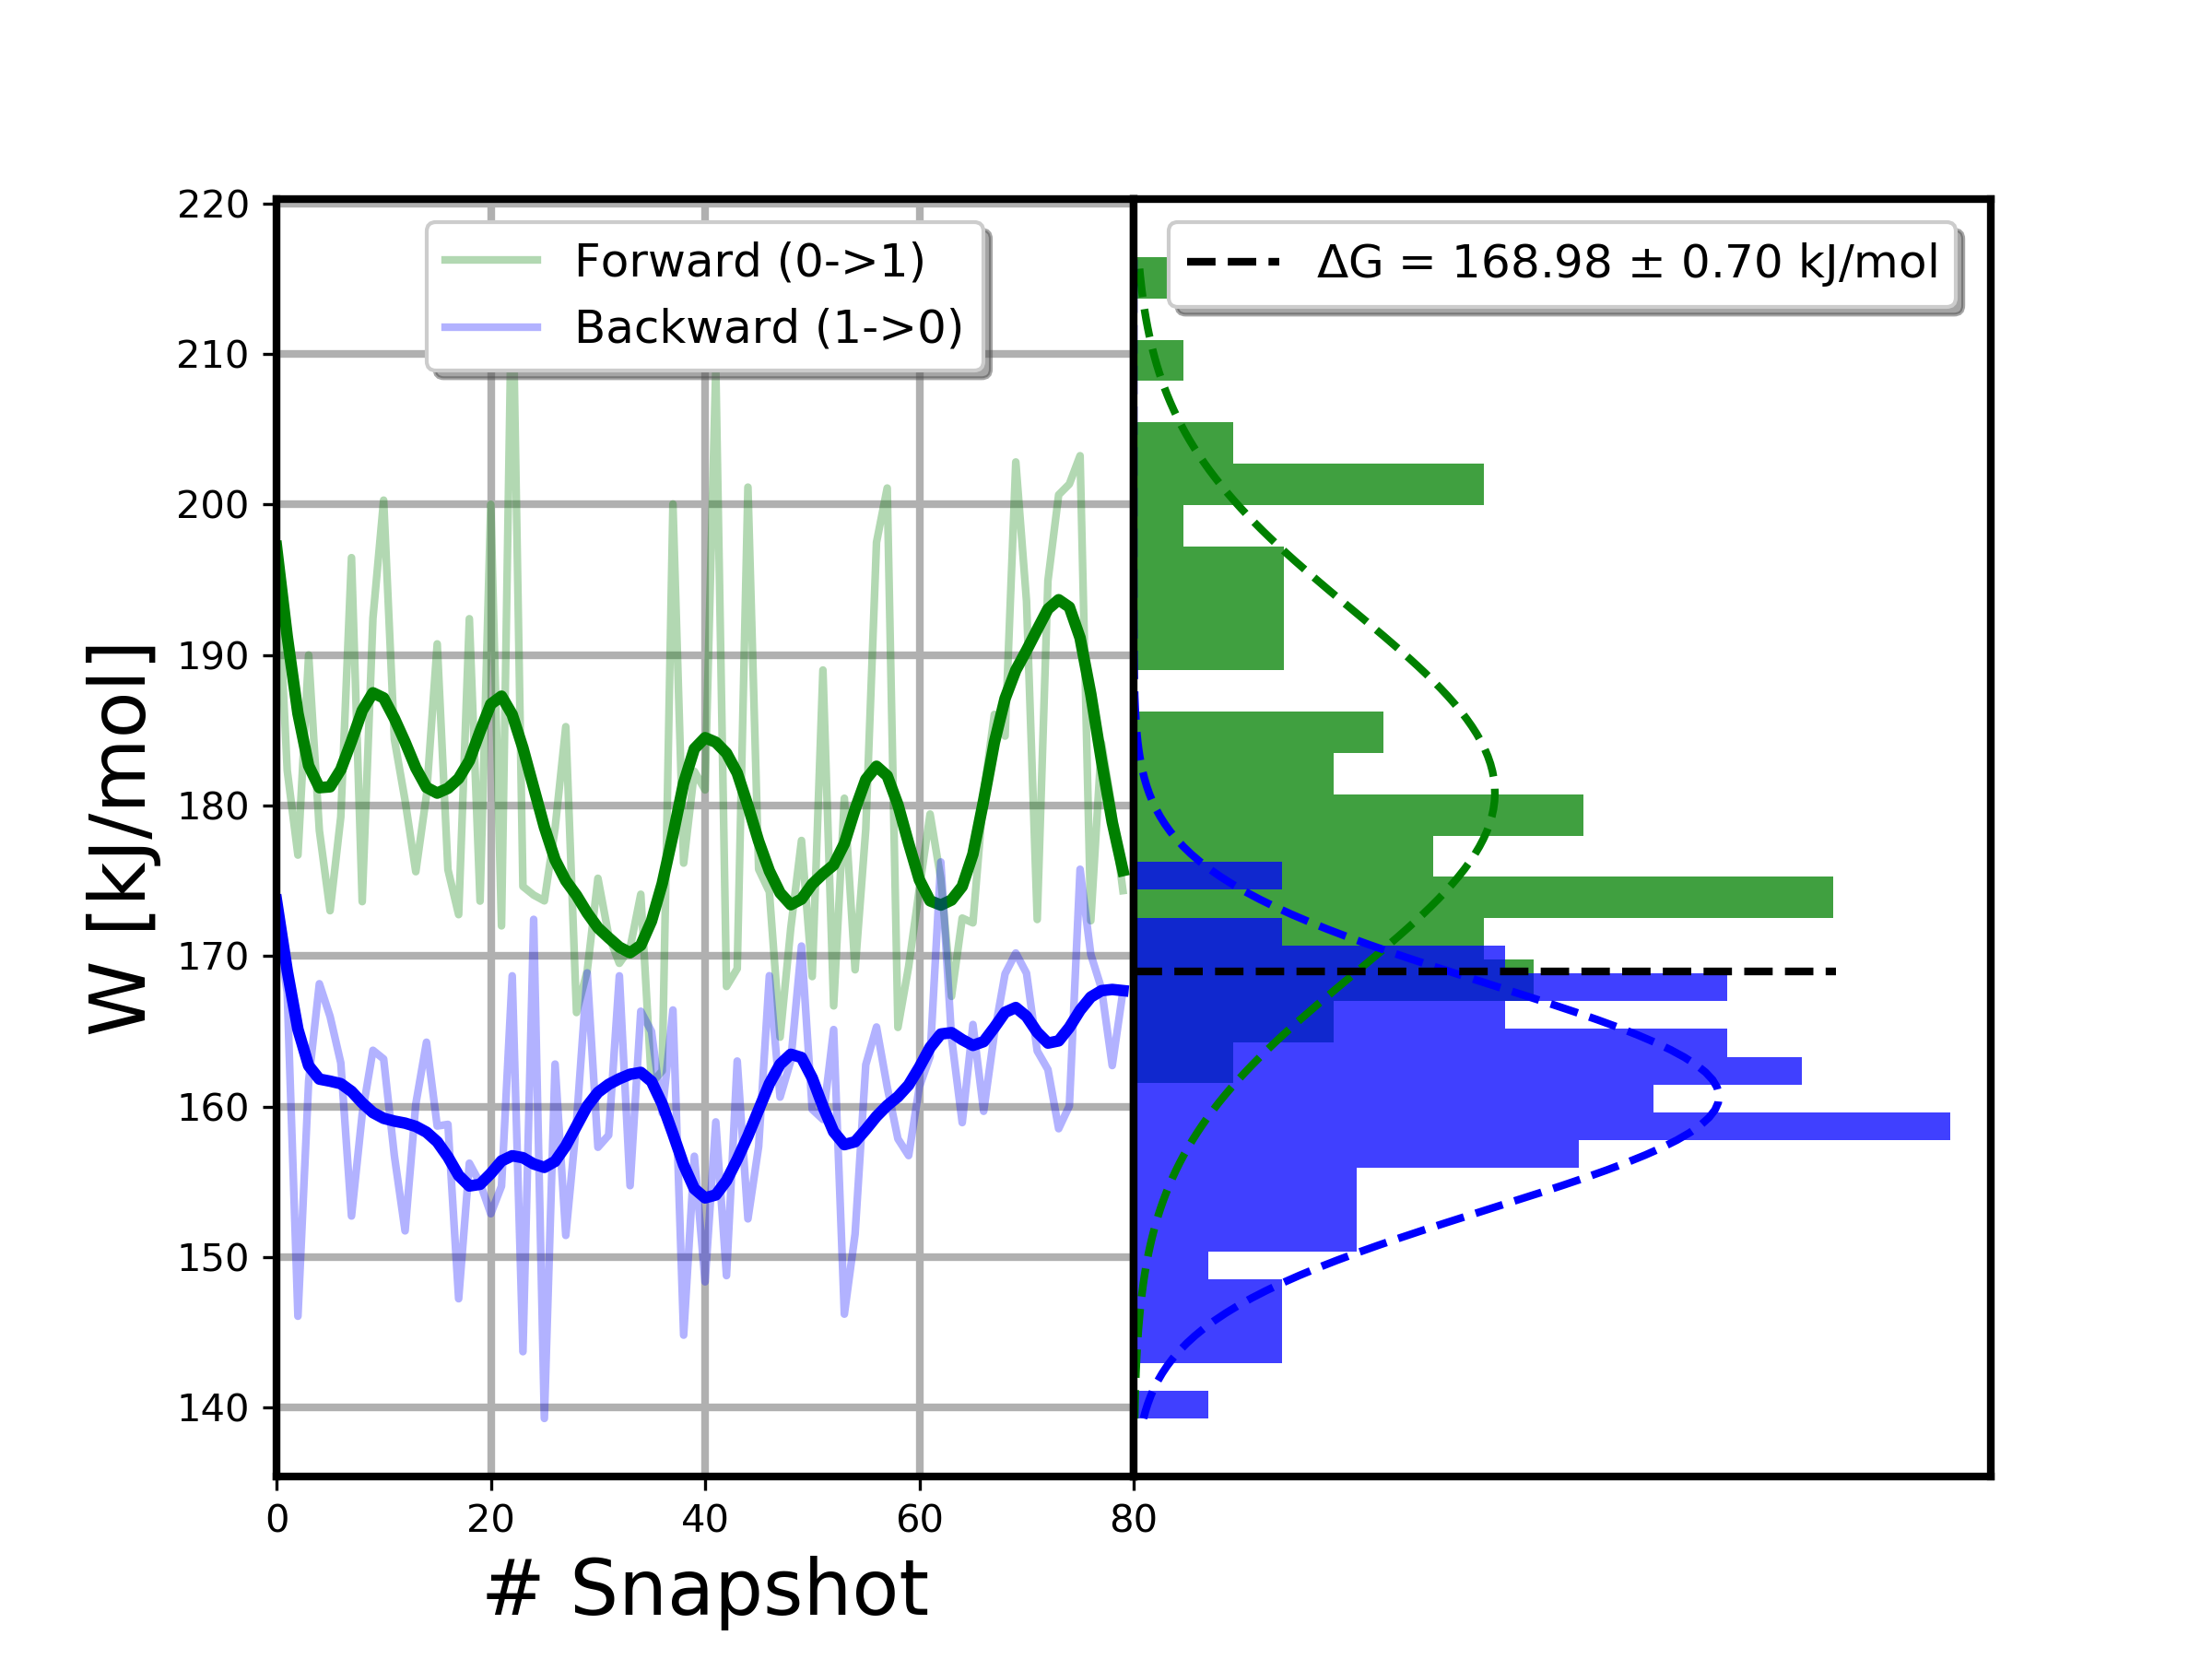 Forward (0->1)
Backward (1->0)
ΔG = 168.98 ± 0.70 kJ/mol
W [kJ/mol]
220
210
200
190
180
170
160
150
140
0 20 40 60 80
# Snapshot